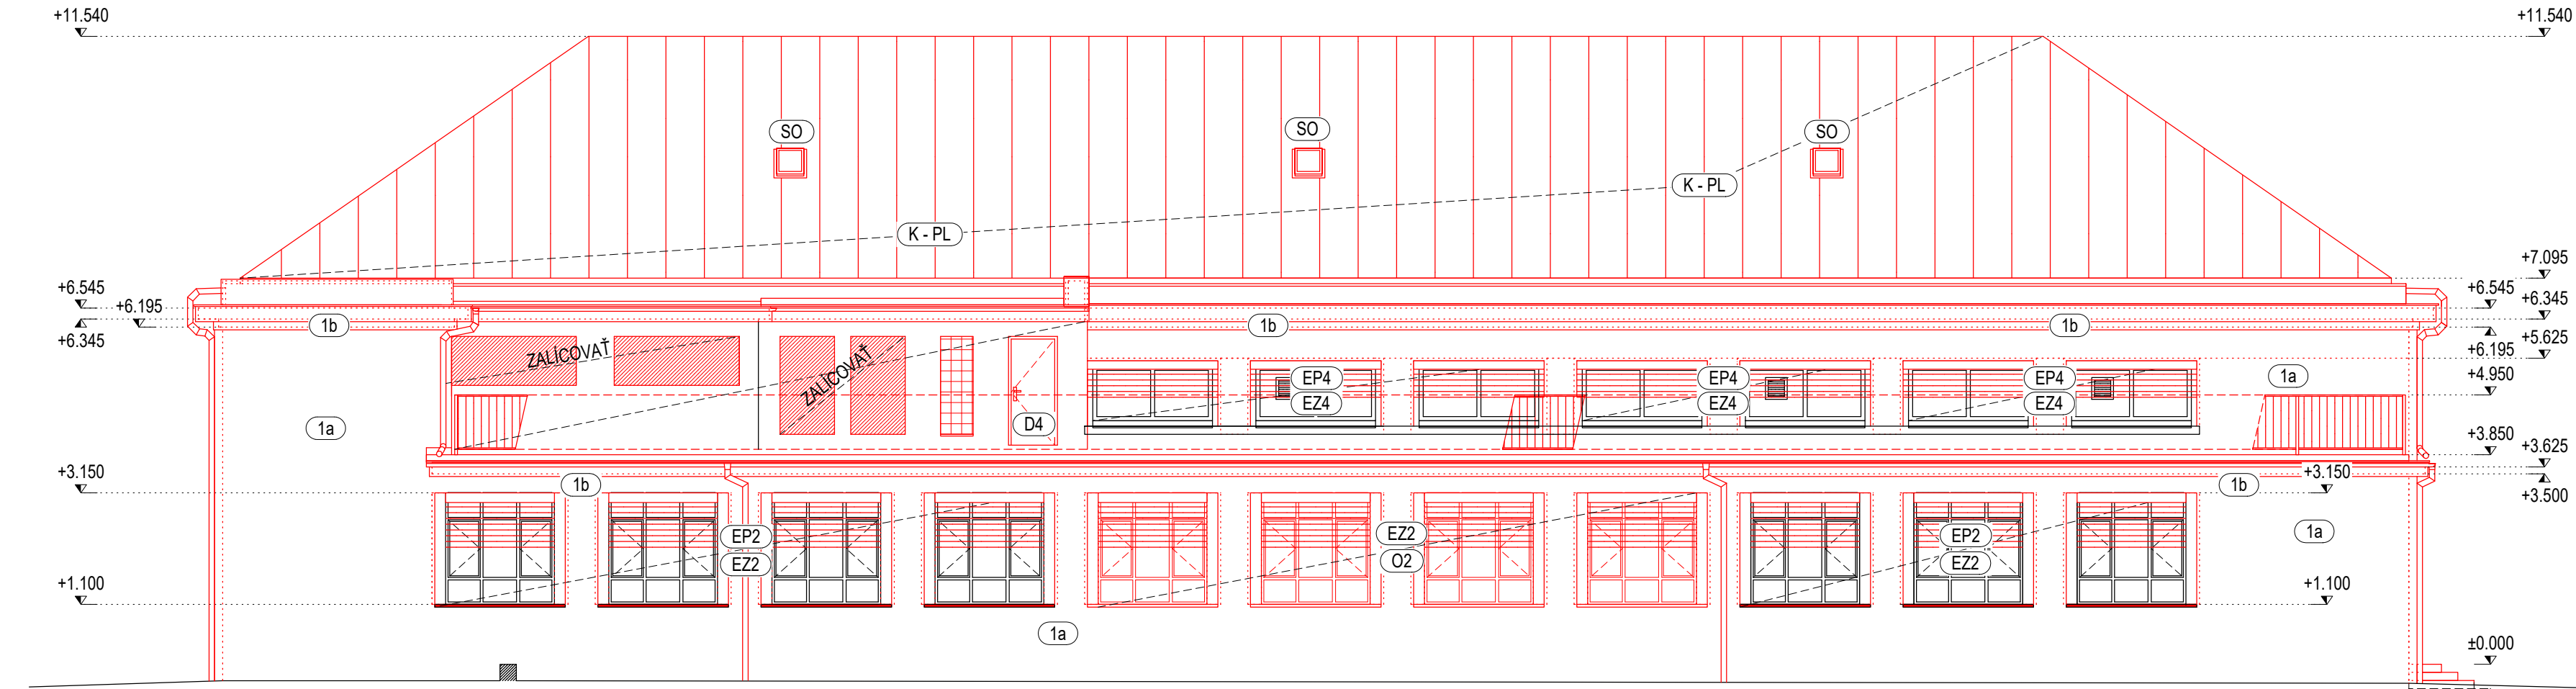 +11.540
+11.540
SO
SO
SO
K - PL
K - PL
+7.095
+6.545
+6.195
+6.345
+6.545
+6.345
+6.195
+5.625
+4.950
+3.850
+3.625
+3.500
1b
1b
1b
ZALÍCOVAŤ
ZALÍCOVAŤ
EP4
EZ4
EP4
EZ4
EP4
EZ4
1a
1a
D4
+3.150
+3.150
1b
1b
EP2
EZ2
EZ2
O2
EP2
EZ2
1a
+1.100
+1.100
1a
±0.000